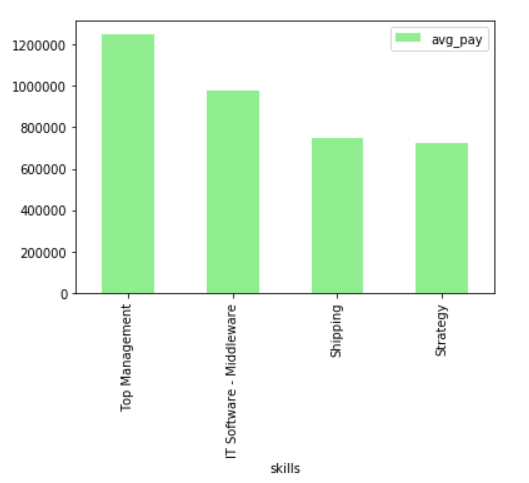 1200000
1000000
800000
600000
400000
200000
0
avg_pay
Top Management
IT Software - Middleware
Shipping
Strategy
skills